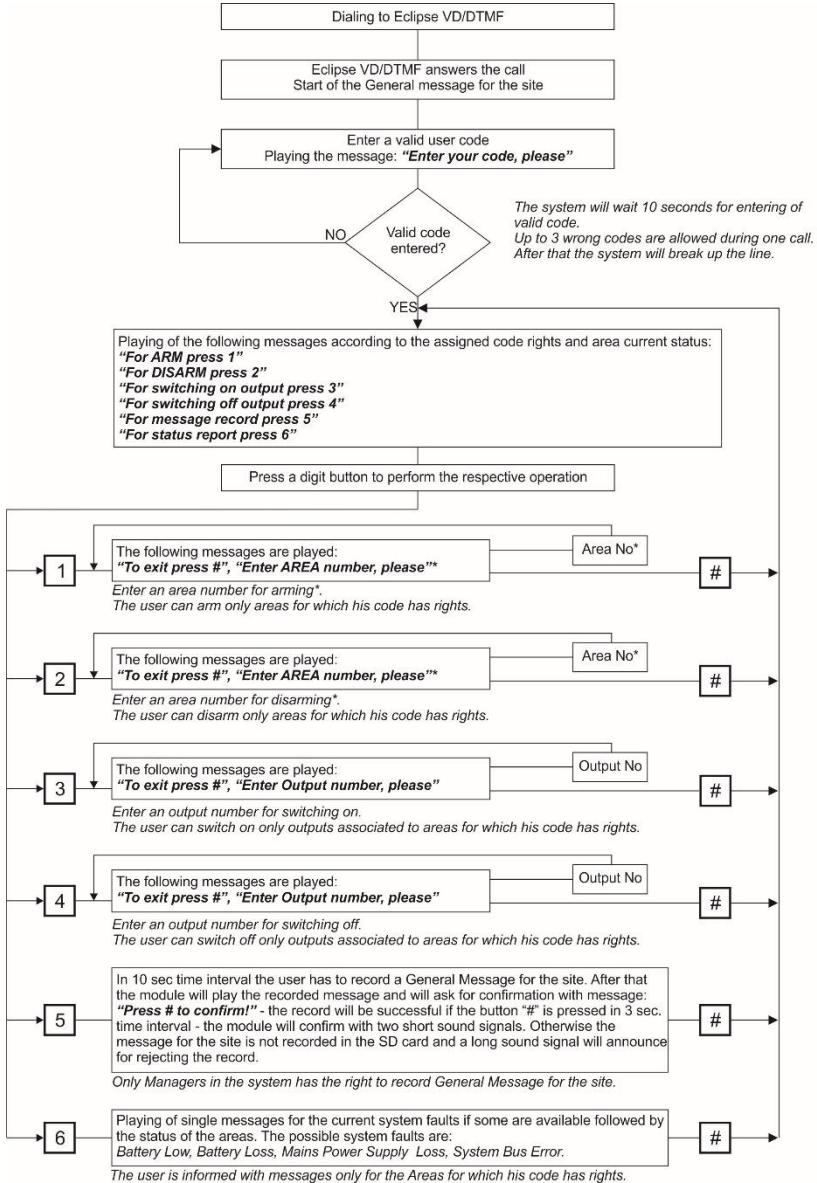 Dialing to Eclipse VD/DTMF
Eclipse VD/DTMF answers the call
Start of the General message for the site
Enter a valid user code
Playing the message: “Enter your code, please”
Valid code
entered?
NO
YES
The system will wait 10 seconds for entering of
valid code.
Up to 3 wrong codes are allowed during one call.
After that the system will break up the line.
Playing of the following messages according to the assigned code rights and area current status:
“For ARM press 1”
“For DISARM press 2”
“For switching on output press 3”
“For switching off output press 4”
“For message record press 5”
“For status report press 6”
Press a digit button to perform the respective operation
1
The following messages are played:
“To exit press #”, “Enter AREA number, please”*
Area No*
#
Enter an area number for arming*.
The user can arm only areas for which his code has rights.
2
The following messages are played:
“To exit press #”, “Enter AREA number, please”*
Area No*
#
Enter an area number for disarming*.
The user can disarm only areas for which his code has rights.
3
The following messages are played:
“To exit press #”, “Enter Output number, please”
Output No
#
Enter an output number for switching on.
The user can switch on only outputs associated to areas for which his code has rights.
4
The following messages are played:
“To exit press #”, “Enter Output number, please”
Output No
#
Enter an output number for switching off.
The user can switch off only outputs associated to areas for which his code has rights.
5
In 10 sec time interval the user has to record a General Message for the site. After that
the module will play the recorded message and will ask for confirmation with message:
“Press # to confirm!” - the record will be successful if the button “#” is pressed in 3 sec.
time interval - the module will confirm with two short sound signals. Otherwise the
message for the site is not recorded in the SD card and a long sound signal will announce
for rejecting the record.
#
Only Managers in the system has the right to record General Message for the site.
6
Playing of single messages for the current system faults if some are available followed by
the status of the areas. The possible system faults are:
Battery Low, Battery Loss, Mains Power Supply Loss, System Bus Error.
#
The user is informed with messages only for the Areas for which his code has rights.